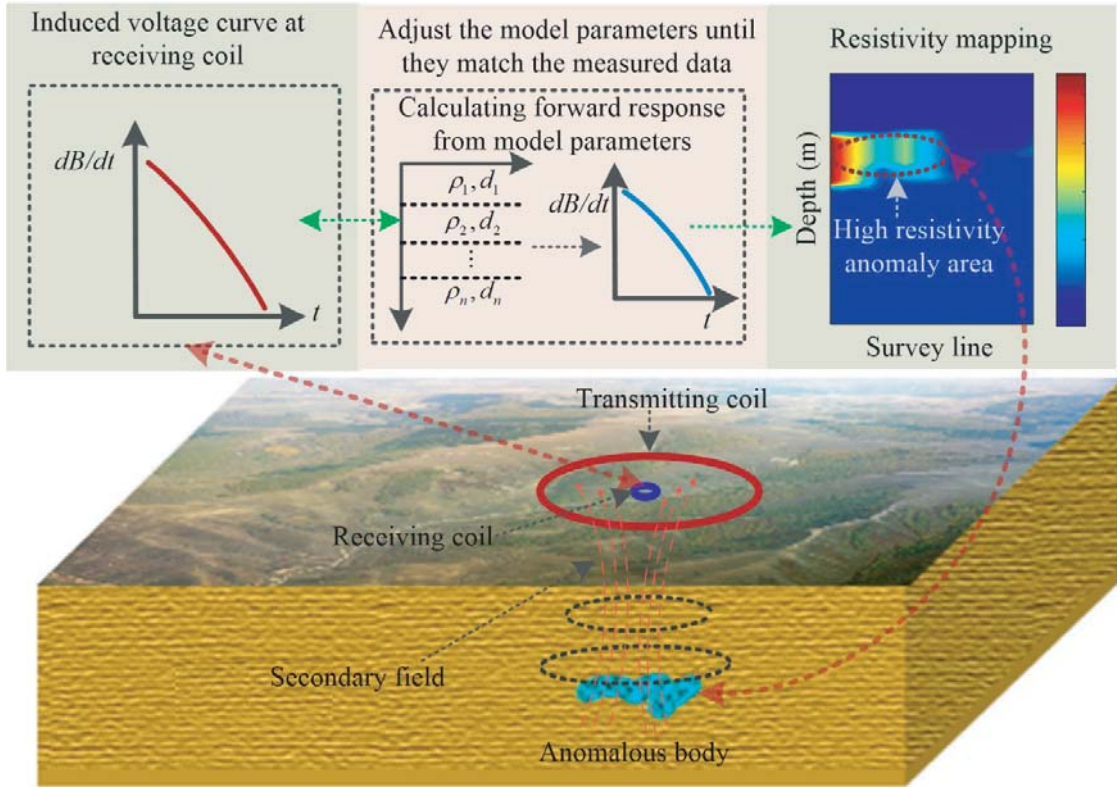 Induced voltage curve at
receiving coil
dB/dt
t
Adjust the model parameters until
they match the measured data
Calculating forward response
from model parameters
ρ₁, d₁
ρ₂, d₂
⋮
ρₙ, dₙ
dB/dt
t
Resistivity mapping
Depth (m)
High resistivity
anomaly area
Survey line
Transmitting coil
Receiving coil
Secondary field
Anomalous body